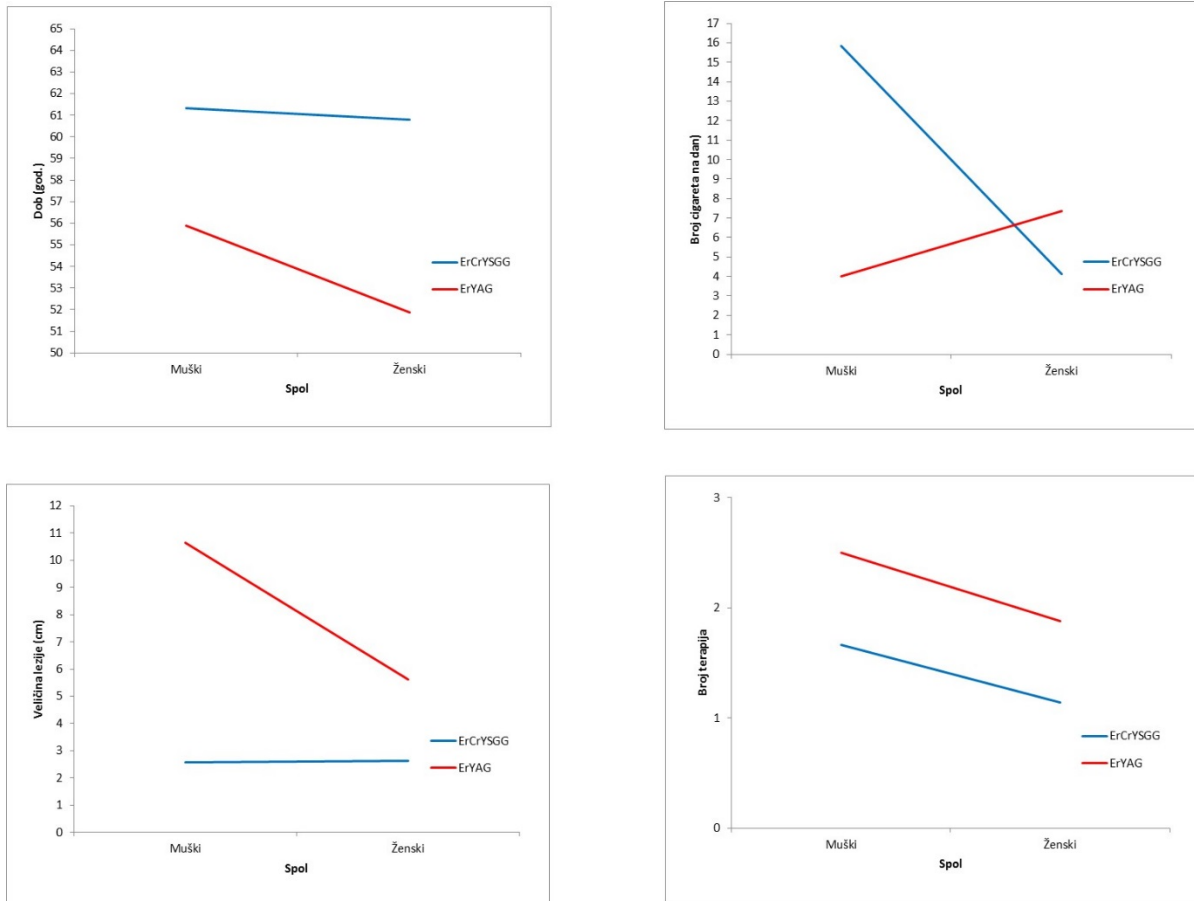 65
64
63
62
61
60
59
58
57
56
55
54
53
52
51
50
Dob (god.)
Muški
Ženski
Spol
ErCrYSGG
ErYAG
17
16
15
14
13
12
11
10
9
8
7
6
5
4
3
2
1
0
Broj cigareta na dan)
Muški
Ženski
Spol
ErCrYSGG
ErYAG
12
11
10
9
8
7
6
5
4
3
2
1
0
Veličina lezije (cm)
Muški
Ženski
Spol
ErCrYSGG
ErYAG
3
2
1
0
Broj terapija
Muški
Ženski
Spol
ErCrYSGG
ErYAG